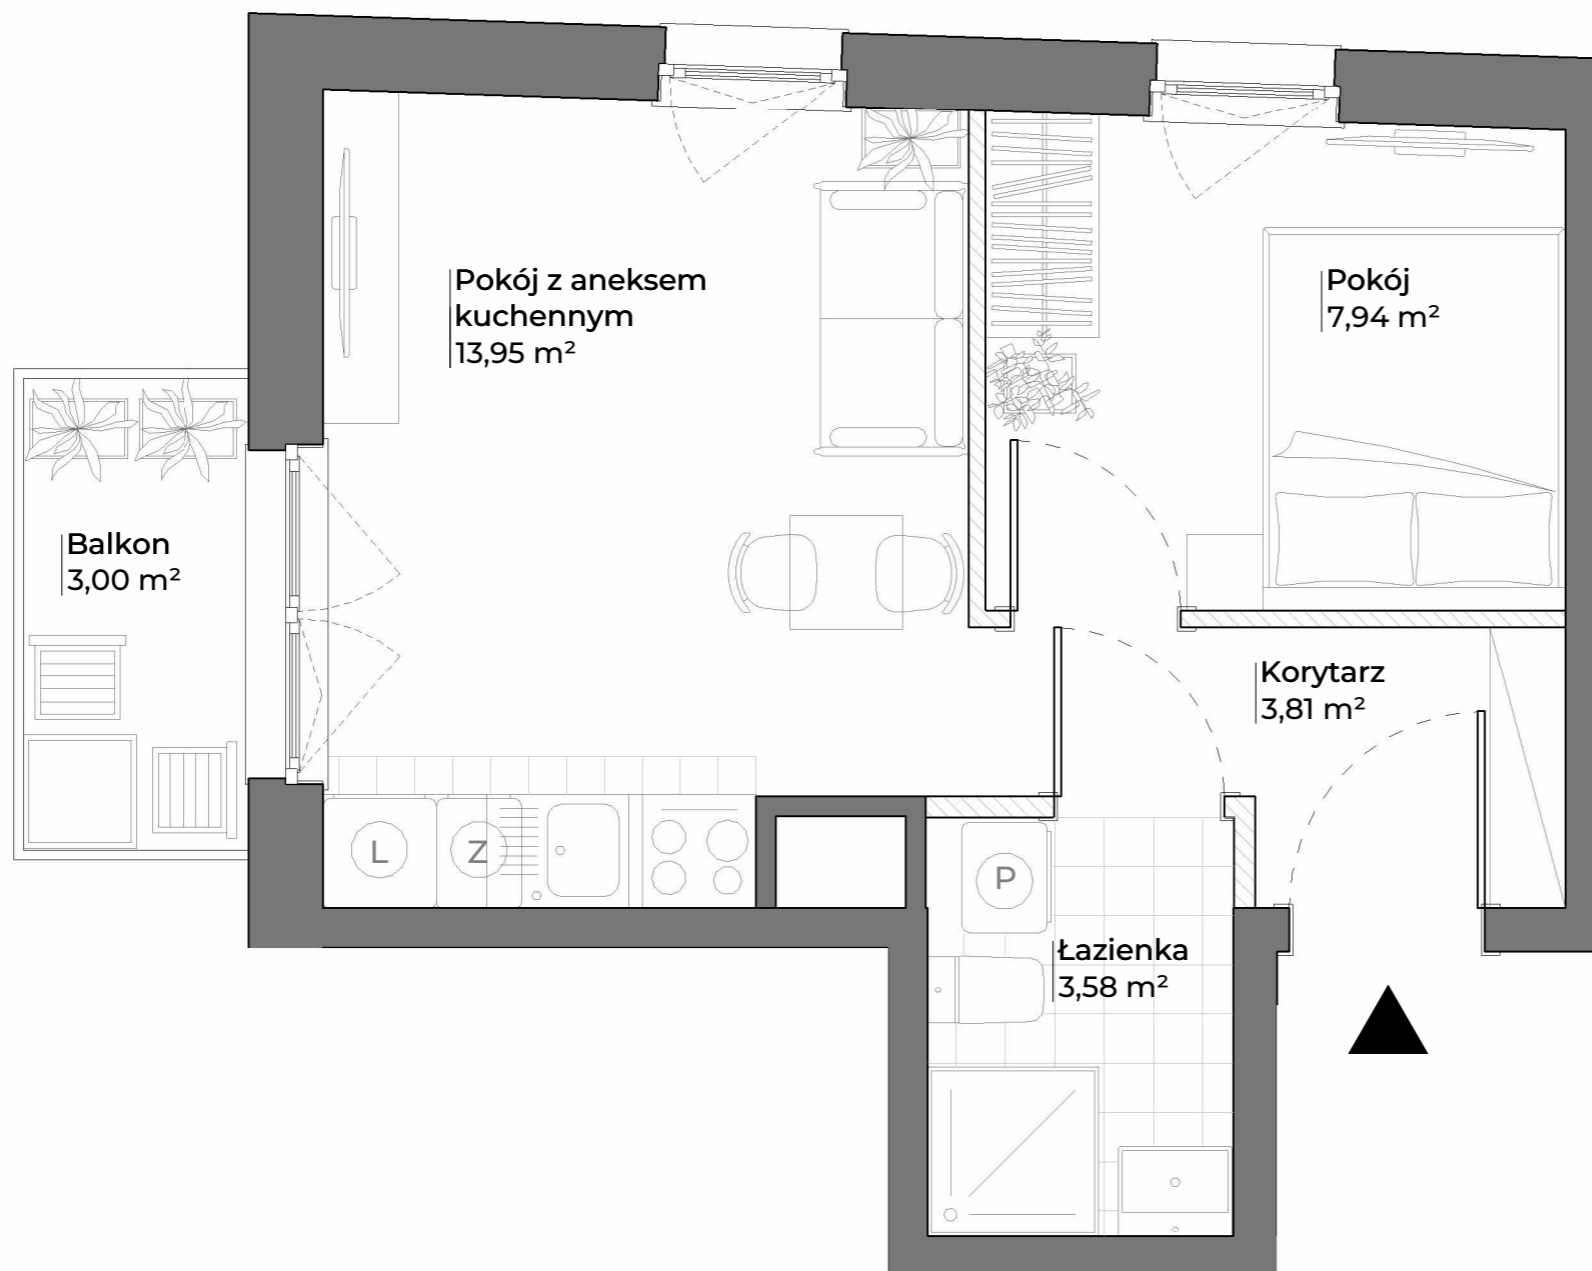 Pokój z aneksem
kuchennym
13,95 m²
Pokój
7,94 m²
Balkon
3,00 m²
Korytarz
3,81 m²
L
Z
P
Łazienka
3,58 m²